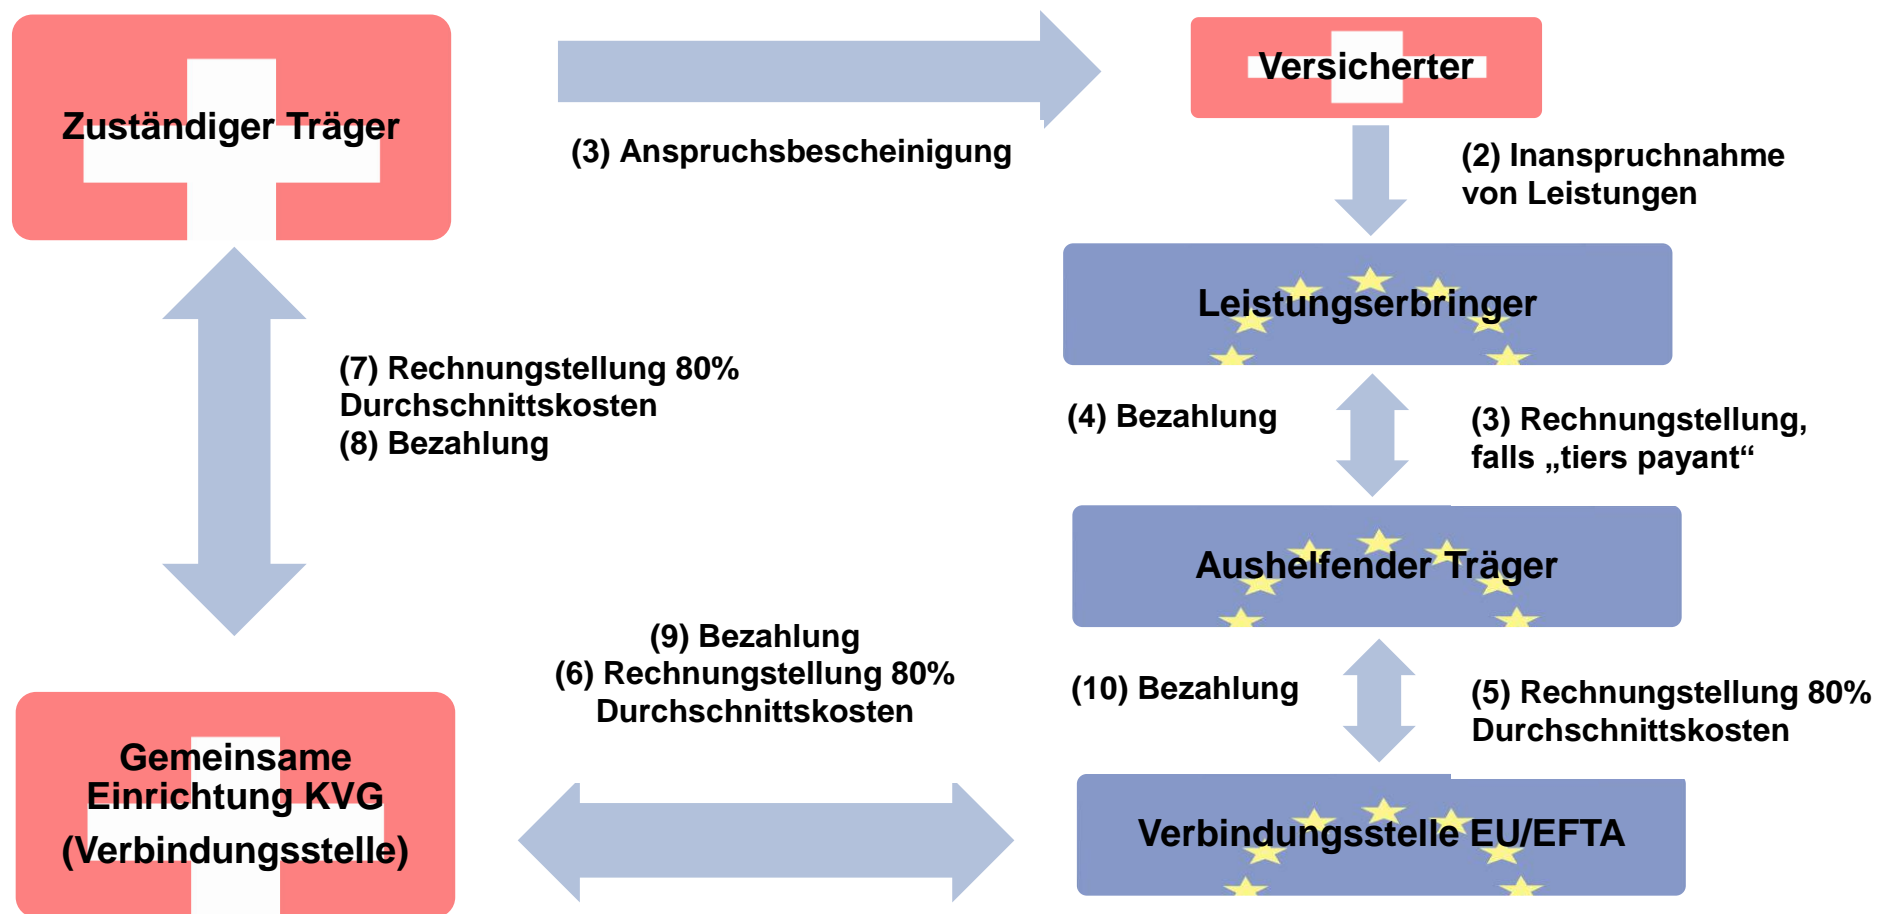 Zuständiger Träger
(3) Anspruchsbescheinigung
Versicherter
(2) Inanspruchnahme
von Leistungen
Leistungserbringer
(7) Rechnungstellung 80%
Durchschnittskosten
(8) Bezahlung
(4) Bezahlung
(3) Rechnungstellung,
falls „tiers payant“
Aushelfender Träger
(9) Bezahlung
(6) Rechnungstellung 80%
Durchschnittskosten
(10) Bezahlung
(5) Rechnungstellung 80%
Durchschnittskosten
Gemeinsame
Einrichtung KVG
(Verbindungsstelle)
Verbindungsstelle EU/EFTA